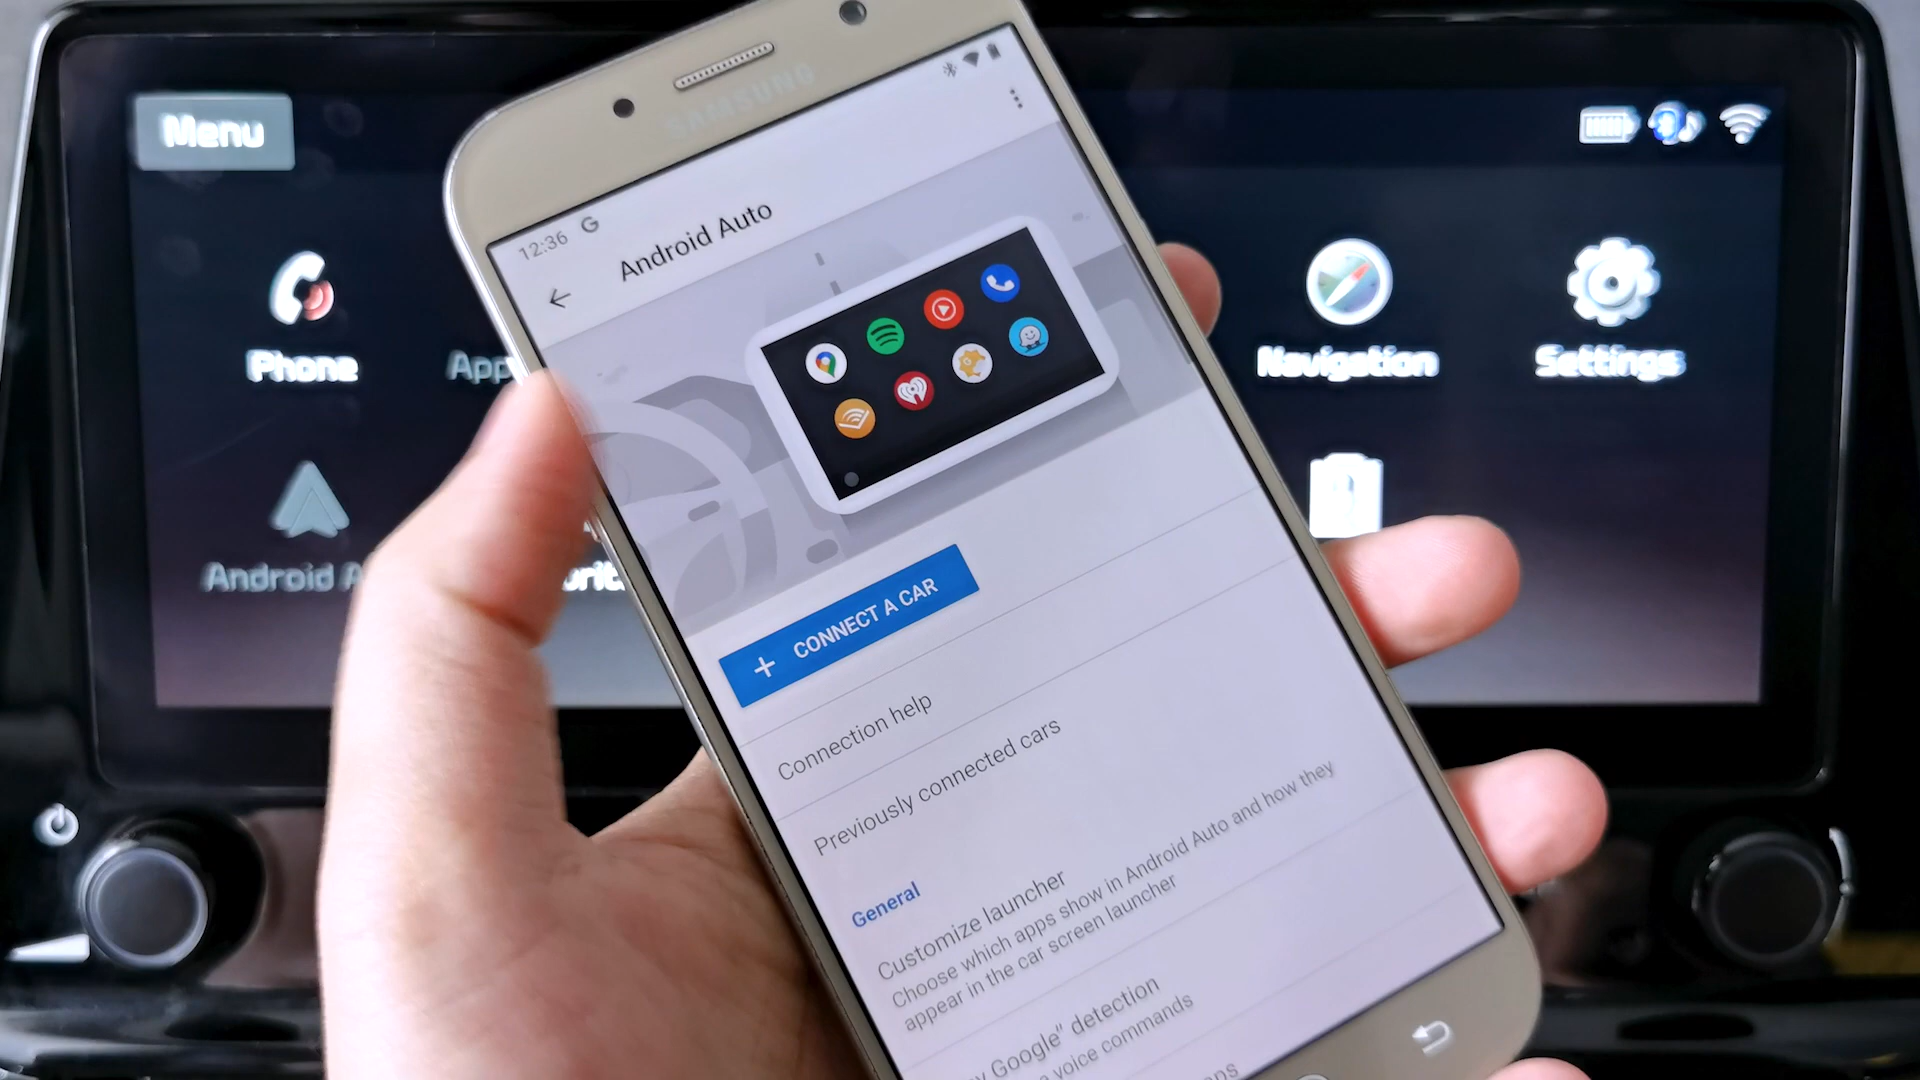 Menu
Phone
App
Navigation
Settings
Android A
SAMSUNG
12:36
Android Auto
+ CONNECT A CAR
Connection help
Previously connected cars
General
Customize launcher
Choose which apps show in Android Auto and how they
appear in the car screen launcher
Google" detection
voice commands